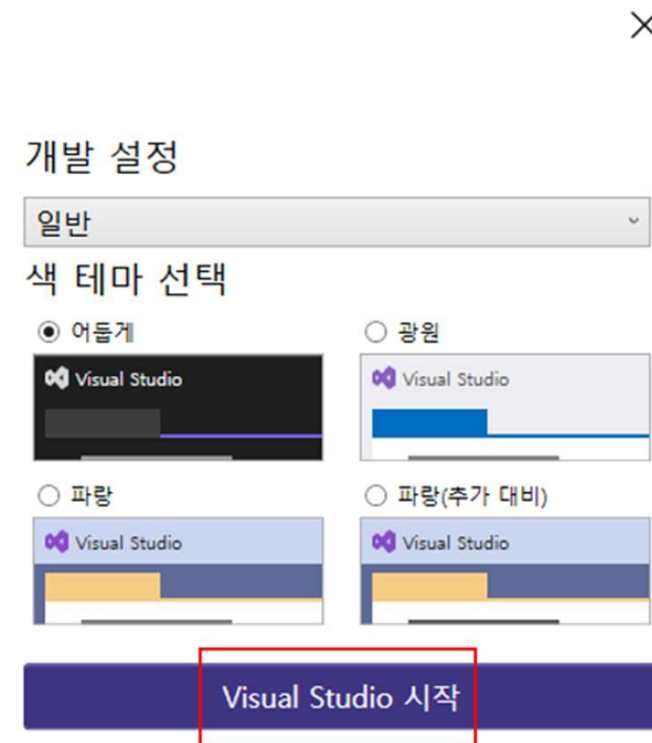 개발 설정
일반
색 테마 선택
어둡게
광원
Visual Studio
Visual Studio
파랑
파랑(추가 대비)
Visual Studio
Visual Studio
Visual Studio 시작